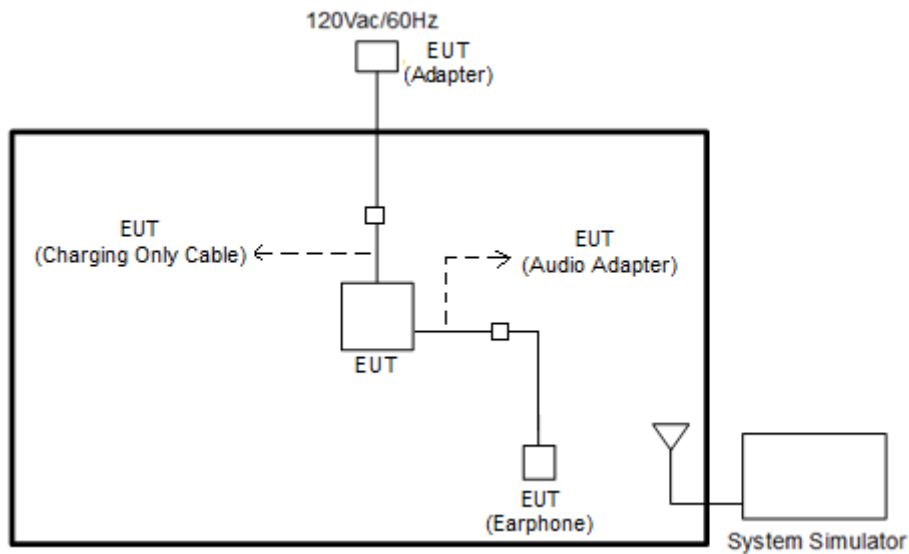 120Vac/60Hz
EUT
(Adapter)
EUT
(Charging Only Cable)
EUT
(Audio Adapter)
EUT
EUT
(Earphone)
System Simulator